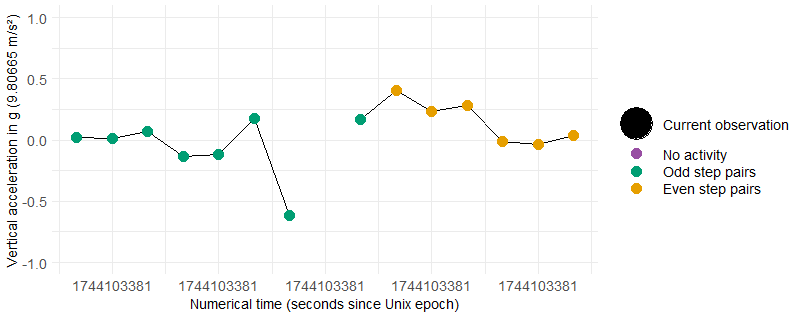 Vertical acceleration in g (9.80665 m/s²)
1.0
0.5
0.0
-0.5
-1.0
1744103381 1744103381 1744103381 1744103381 1744103381
Numerical time (seconds since Unix epoch)
Current observation
No activity
Odd step pairs
Even step pairs